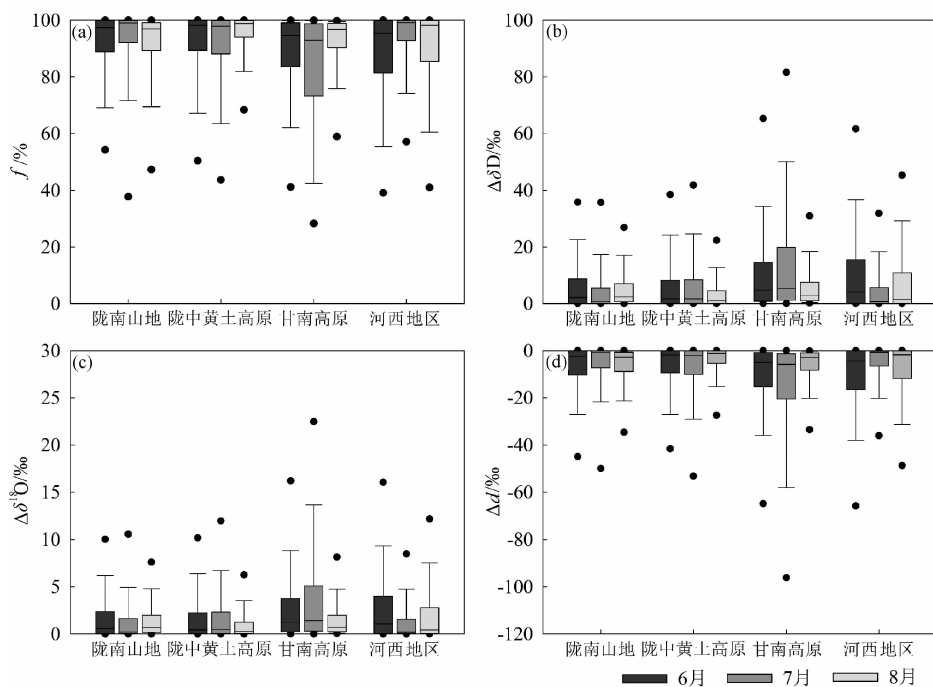 (a)
100
80
60
40
20
0
f /%
陇南山地 陇中黄土高原 甘南高原 河西地区
(b)
100
80
60
40
20
0
ΔδD/‰
陇南山地 陇中黄土高原 甘南高原 河西地区
(c)
30
25
20
15
10
5
0
Δδ¹⁸O/‰
陇南山地 陇中黄土高原 甘南高原 河西地区
(d)
0
-20
-40
-60
-80
-100
-120
Δd/‰
陇南山地 陇中黄土高原 甘南高原 河西地区
6月 7月 8月